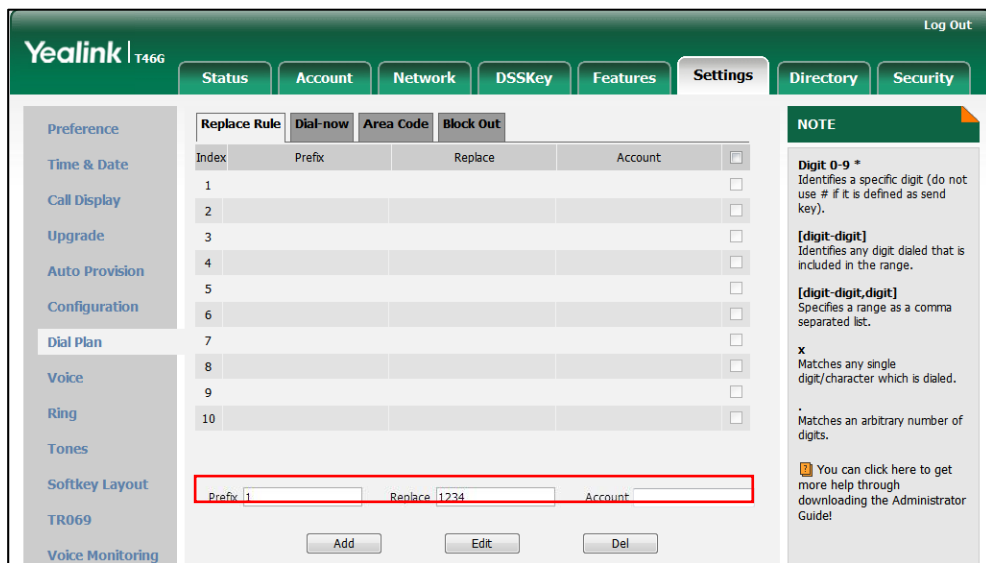 Log Out
Yealink T46G
Status Account Network DSSKey Features Settings Directory Security
Preference
Time & Date
Call Display
Upgrade
Auto Provision
Configuration
Dial Plan
Voice
Ring
Tones
Softkey Layout
TR069
Voice Monitoring
Replace Rule Dial-now Area Code Block Out
Index Prefix Replace Account
1
2
3
4
5
6
7
8
9
10
Prefix 1 Replace 1234 Account
Add Edit Del
NOTE
Digit 0-9 *
Identifies a specific digit (do not
use # if it is defined as send
key).
[digit-digit]
Identifies any digit dialed that is
included in the range.
[digit-digit,digit]
Specifies a range as a comma
separated list.
x
Matches any single
digit/character which is dialed.
.
Matches an arbitrary number of
digits.
You can click here to get
more help through
downloading the Administrator
Guide!